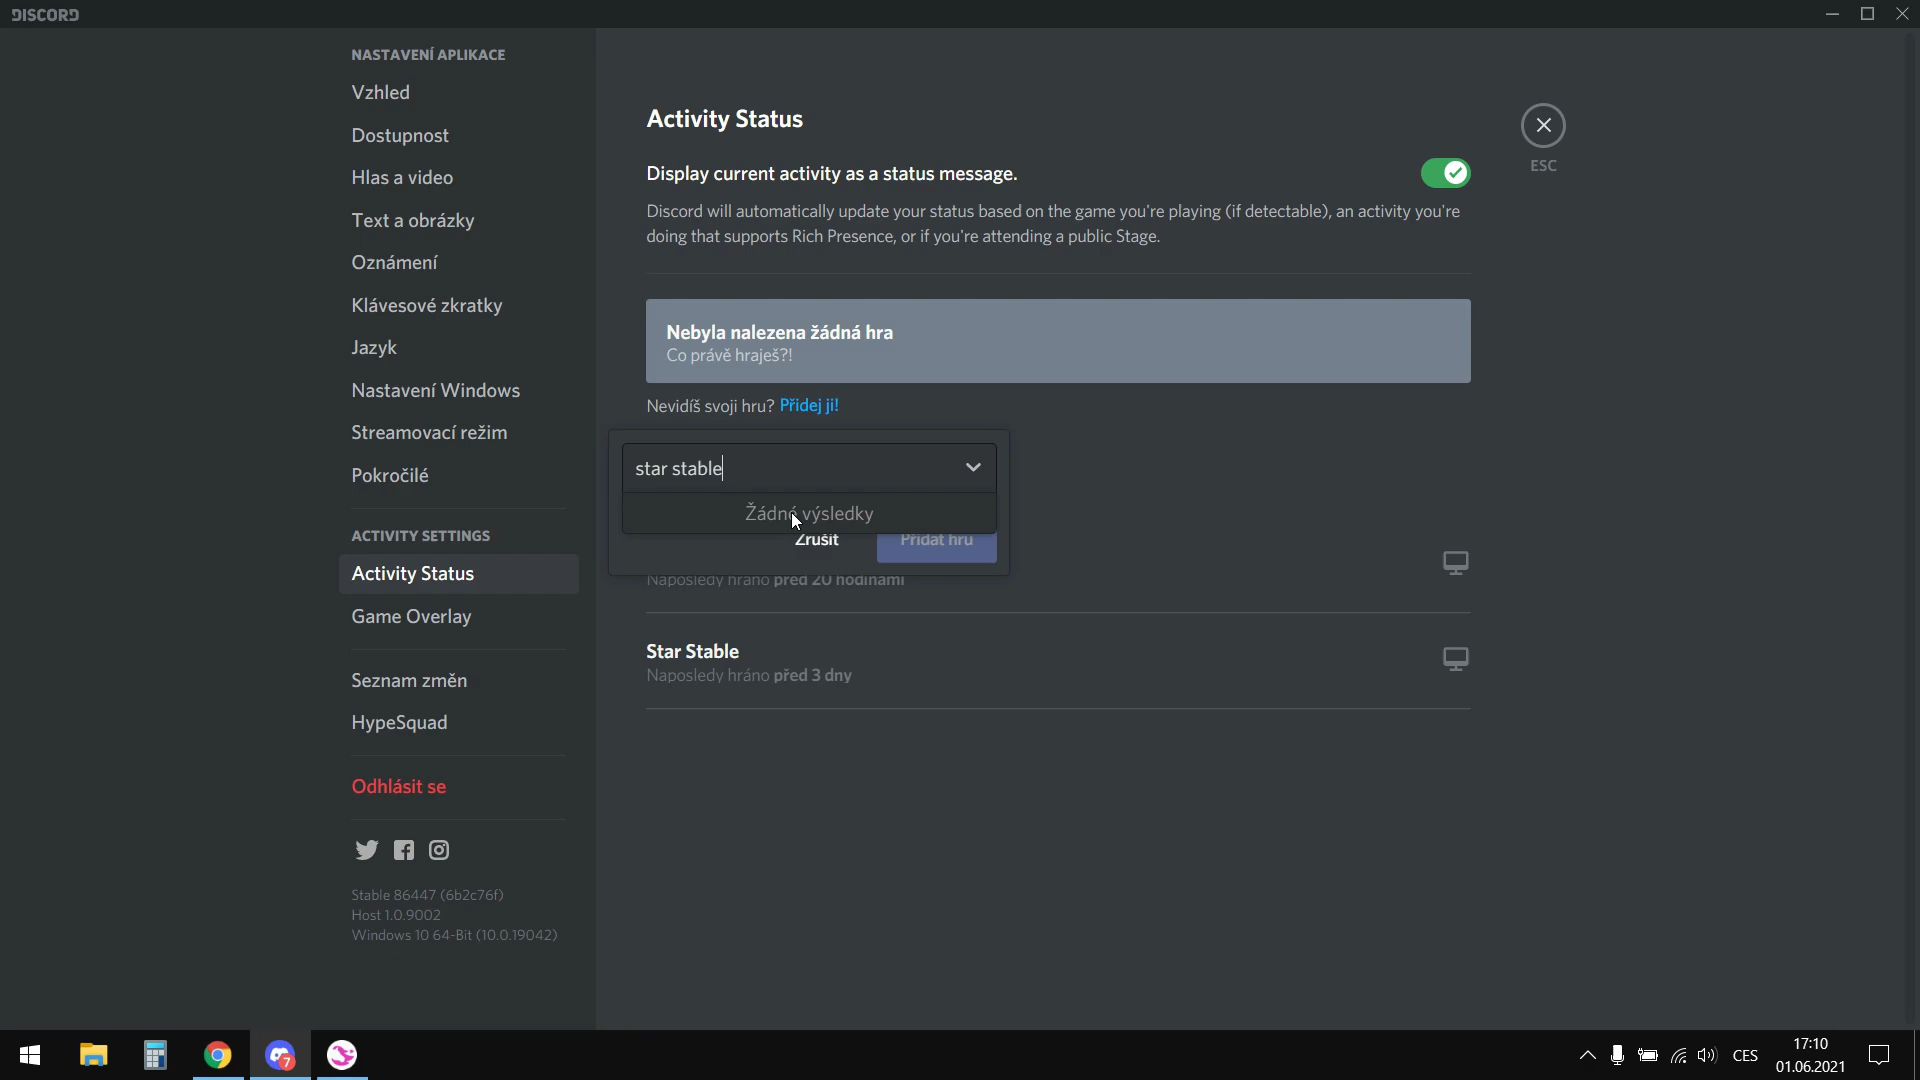 DISCORD
NASTAVENÍ APLIKACE
Vzhled
Dostupnost
Hlas a video
Text a obrázky
Oznámení
Klávesové zkratky
Jazyk
Nastavení Windows
Streamovací režim
Pokročilé
ACTIVITY SETTINGS
Activity Status
Game Overlay
Seznam změn
HypeSquad
Odhlásit se
Stable 86447 (6b2c76f)
Host 1.0.9002
Windows 10 64-Bit (10.0.19042)
Activity Status
Display current activity as a status message.
Discord will automatically update your status based on the game you're playing (if detectable), an activity you're
doing that supports Rich Presence, or if you're attending a public Stage.
ESC
Nebyla nalezena žádná hra
Co právě hraješ?!
Nevidíš svoji hru? Přidej ji!
star stable
Žádné výsledky
Zrušit
Přidat hru
Naposledy hráno před 20 hodinami
Star Stable
Naposledy hráno před 3 dny
7
CES
17:10
01.06.2021